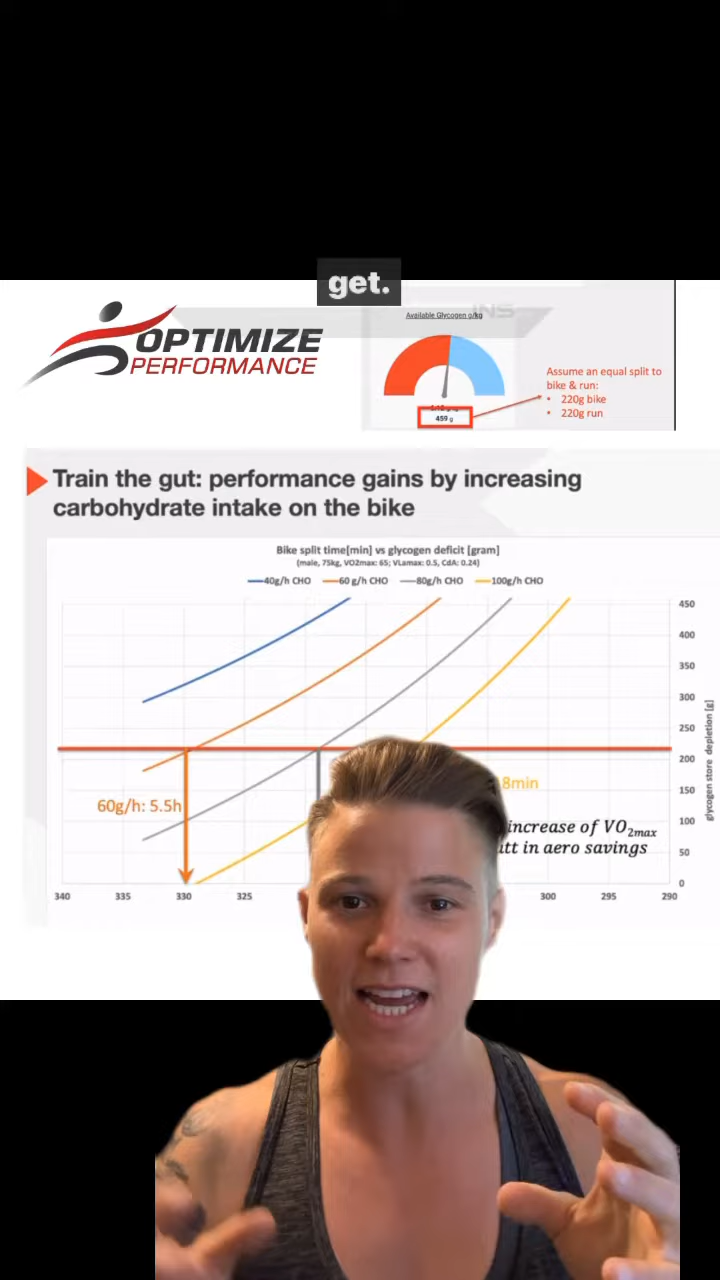 get.
INS
OPTIMIZE
PERFORMANCE
Available Glycogen g/kg
459 g
Assume an equal split to
bike & run:
• 220g bike
• 220g run
Train the gut: performance gains by increasing
carbohydrate intake on the bike
Bike split time[min] vs glycogen deficit [gram]
(male, 75kg, VO2max: 65; VLamax: 0.5, CdA: 0.24)
40g/h CHO 60 g/h CHO 80g/h CHO 100g/h CHO
450
400
350
300
250
200
150
100
50
0
glycogen store depletion [g]
60g/h: 5.5h
8min
increase of VO2max
tt in aero savings
340 335 330 325 300 295 290